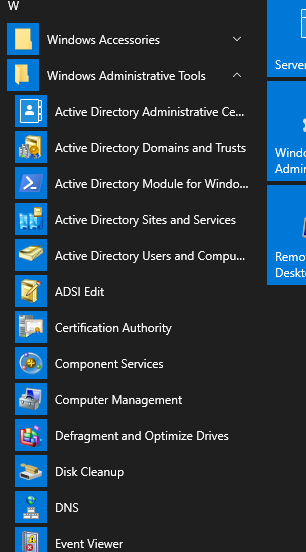 W
Windows Accessories
Windows Administrative Tools
Active Directory Administrative Ce...
Server
Active Directory Domains and Trusts
Windo
Admin
Active Directory Module for Windo...
Active Directory Sites and Services
Active Directory Users and Compu...
Remo
Deskt
ADSI Edit
Certification Authority
Component Services
Computer Management
Defragment and Optimize Drives
Disk Cleanup
DNS
Event Viewer